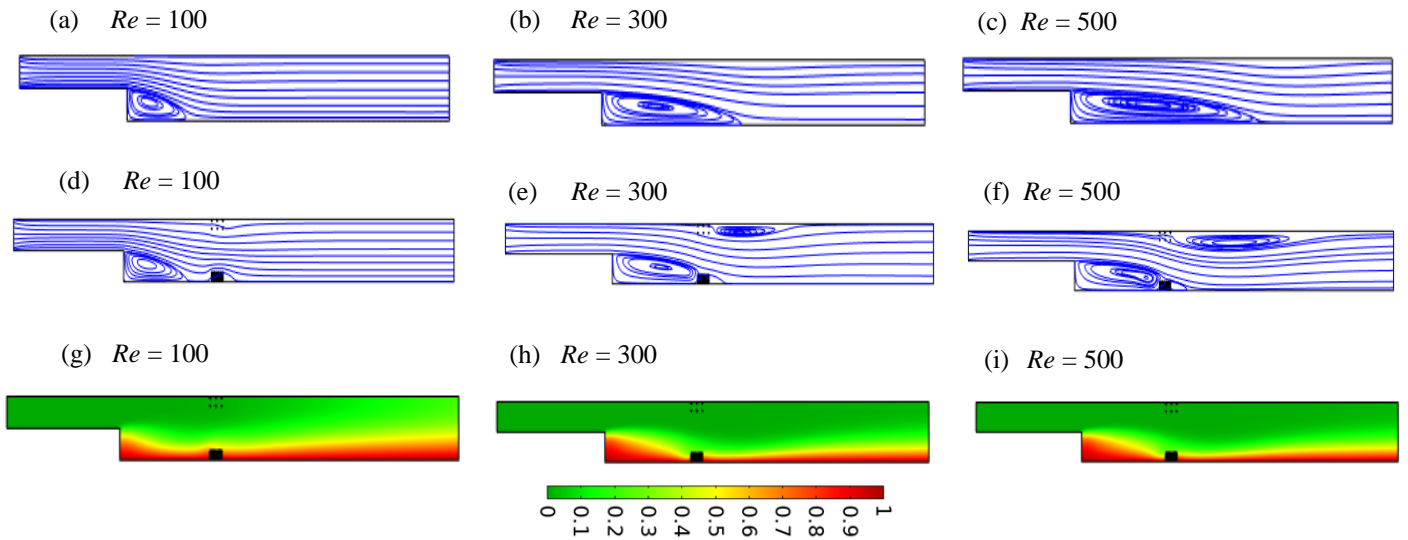 (a) Re = 100
(b) Re = 300
(c) Re = 500
(d) Re = 100
(e) Re = 300
(f) Re = 500
(g) Re = 100
(h) Re = 300
(i) Re = 500
0 0.1 0.2 0.3 0.4 0.5 0.6 0.7 0.8 0.9 1